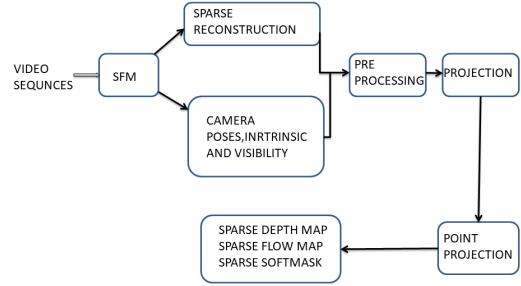 VIDEO
SEQUNCES
SFM
SPARSE
RECONSTRUCTION
CAMERA
POSES,INRTRINSIC
AND VISIBILITY
PRE
PROCESSING
PROJECTION
POINT
PROJECTION
SPARSE DEPTH MAP
SPARSE FLOW MAP
SPARSE SOFTMASK